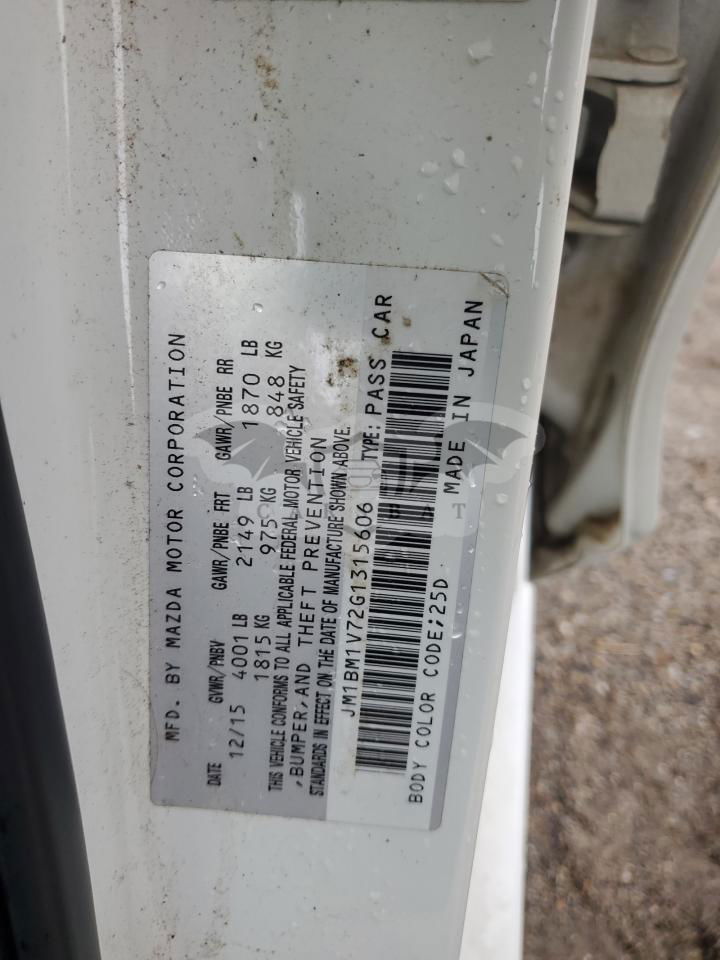 MFD. BY MAZDA MOTOR CORPORATION
DATE GVWR/PNBV GAWR/PNBE FRT GAWR/PNBE RR
12/15 4001 LB 2149 LB 1870 LB
1815 KG 975 KG 848 KG
THIS VEHICLE CONFORMS TO ALL APPLICABLE FEDERAL MOTOR VEHICLE SAFETY
,BUMPER, AND THEFT PREVENTION
STANDARDS IN EFFECT ON THE DATE OF MANUFACTURE SHOWN ABOVE.
JM1BM1V72G1315606 TYPE: PASS CAR
BODY COLOR CODE;25D MADE IN JAPAN